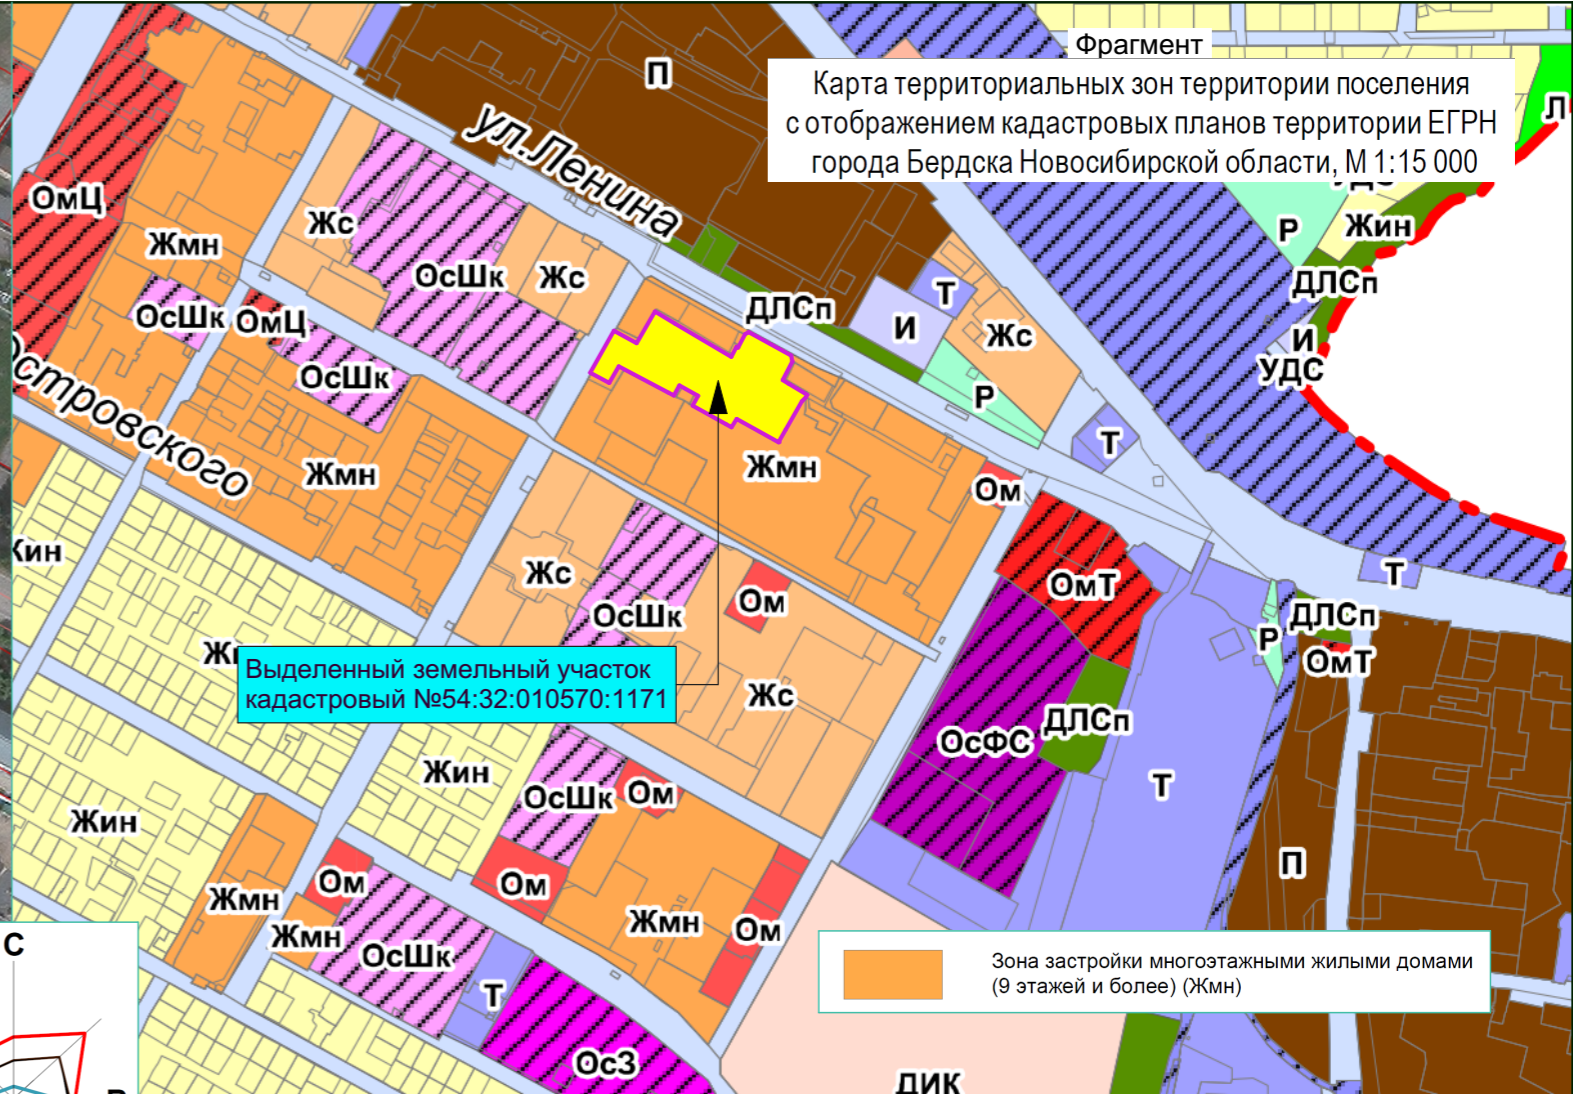 Фрагмент
Карта территориальных зон территории поселения
с отображением кадастровых планов территории ЕГРН
города Бердска Новосибирской области, М 1:15 000
П
Л
ул.Ленина
ОмЦ
Жс
Жмн
ОсШк
Жс
Р
Жин
ДЛСп
ОсШк
ОмЦ
ДЛСп
Т
И
Жс
И
УДС
ОсШк
Р
Островского
Жмн
Жмн
Т
Ом
Жин
Жс
ОсШк
Ом
ОмТ
Т
ДЛСп
Р
ОмТ
Выделенный земельный участок
кадастровый №54:32:010570:1171
Жс
ДЛСп
ОсФС
Т
Жин
ОсШк
Ом
Жин
П
Ом
Ом
Жмн
Жмн
Ом
Жмн
ОсШк
Т
С
Зона застройки многоэтажными жилыми домами
(9 этажей и более) (Жмн)
ОсЗ
ДИК